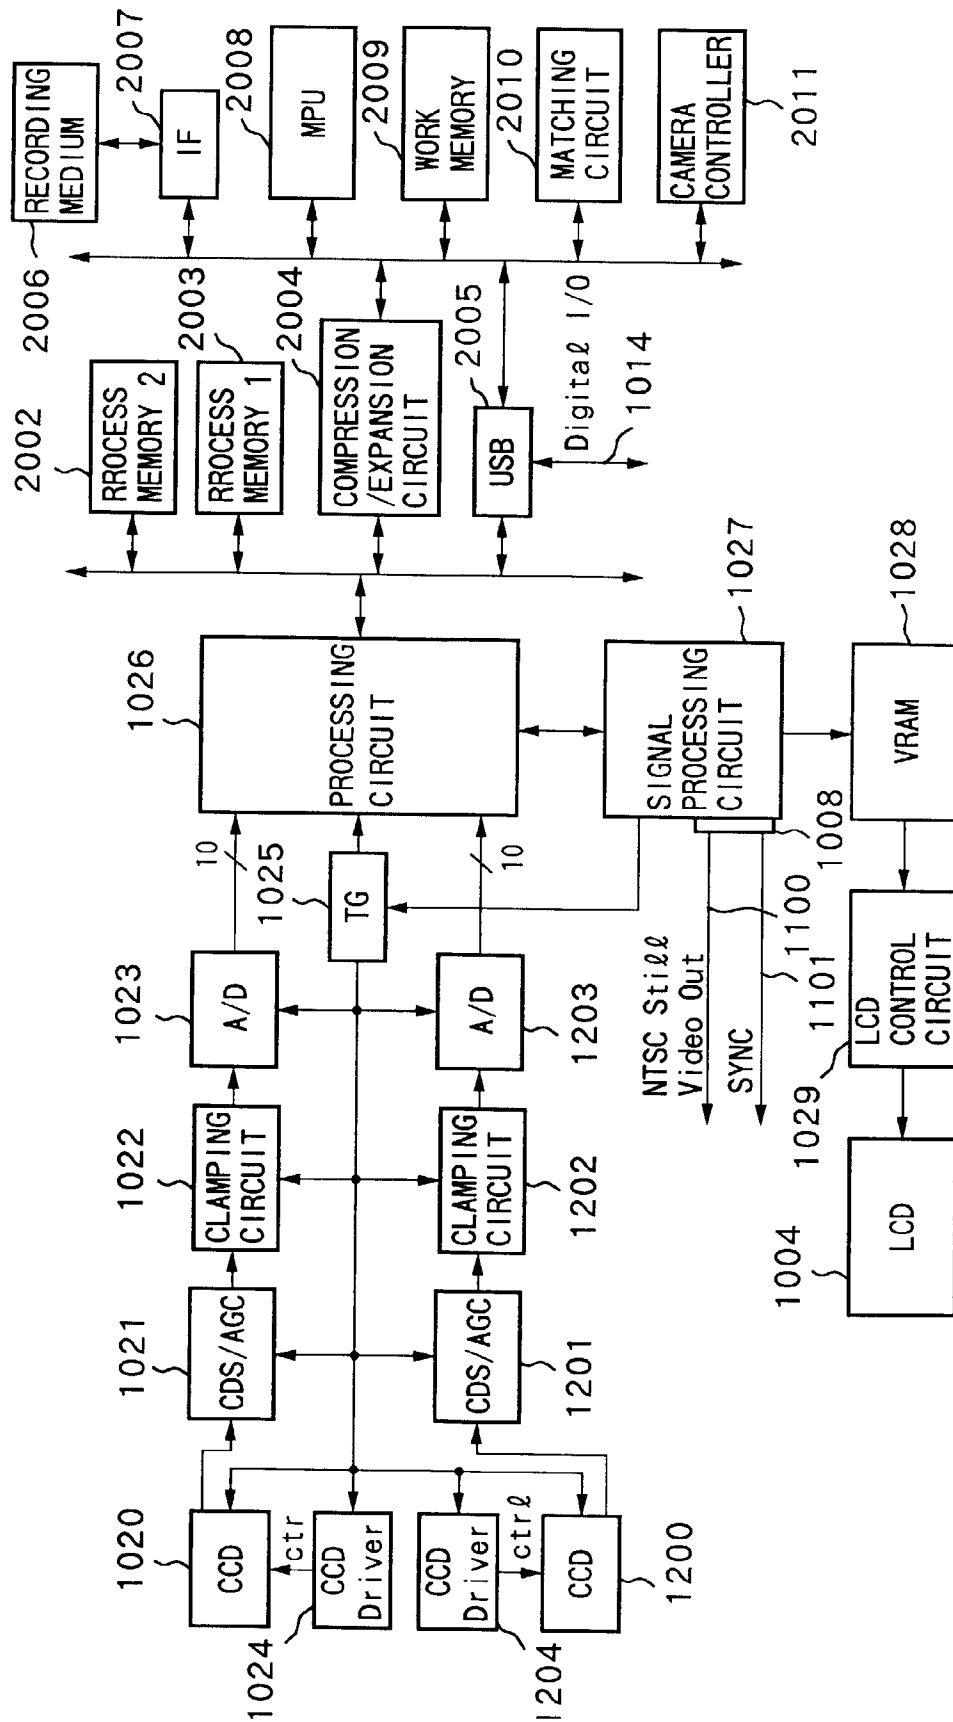 1020
CCD
ctr
1024
CCD
Driver
CCD
Driver
1204
ctrl
CCD
1200
1021
CDS/AGC
CDS/AGC
1201
1022
CLAMPING
CIRCUIT
CLAMPING
CIRCUIT
1202
1023
A/D
A/D
1203
10
1025
TG
10
1026
PROCESSING
CIRCUIT
SIGNAL
PROCESSING
CIRCUIT
1027
1008
NTSC Still
Video Out
1100
SYNC
1101
VRAM
1028
LCD
CONTROL
CIRCUIT
1029
LCD
1004
2002
RROCESS
MEMORY 2
2003
RROCESS
MEMORY 1
2004
COMPRESSION
/EXPANSION
CIRCUIT
2005
USB
Digital I/O
1014
2006
RECORDING
MEDIUM
2007
IF
2008
MPU
2009
WORK
MEMORY
2010
MATCHING
CIRCUIT
CAMERA
CONTROLLER
2011